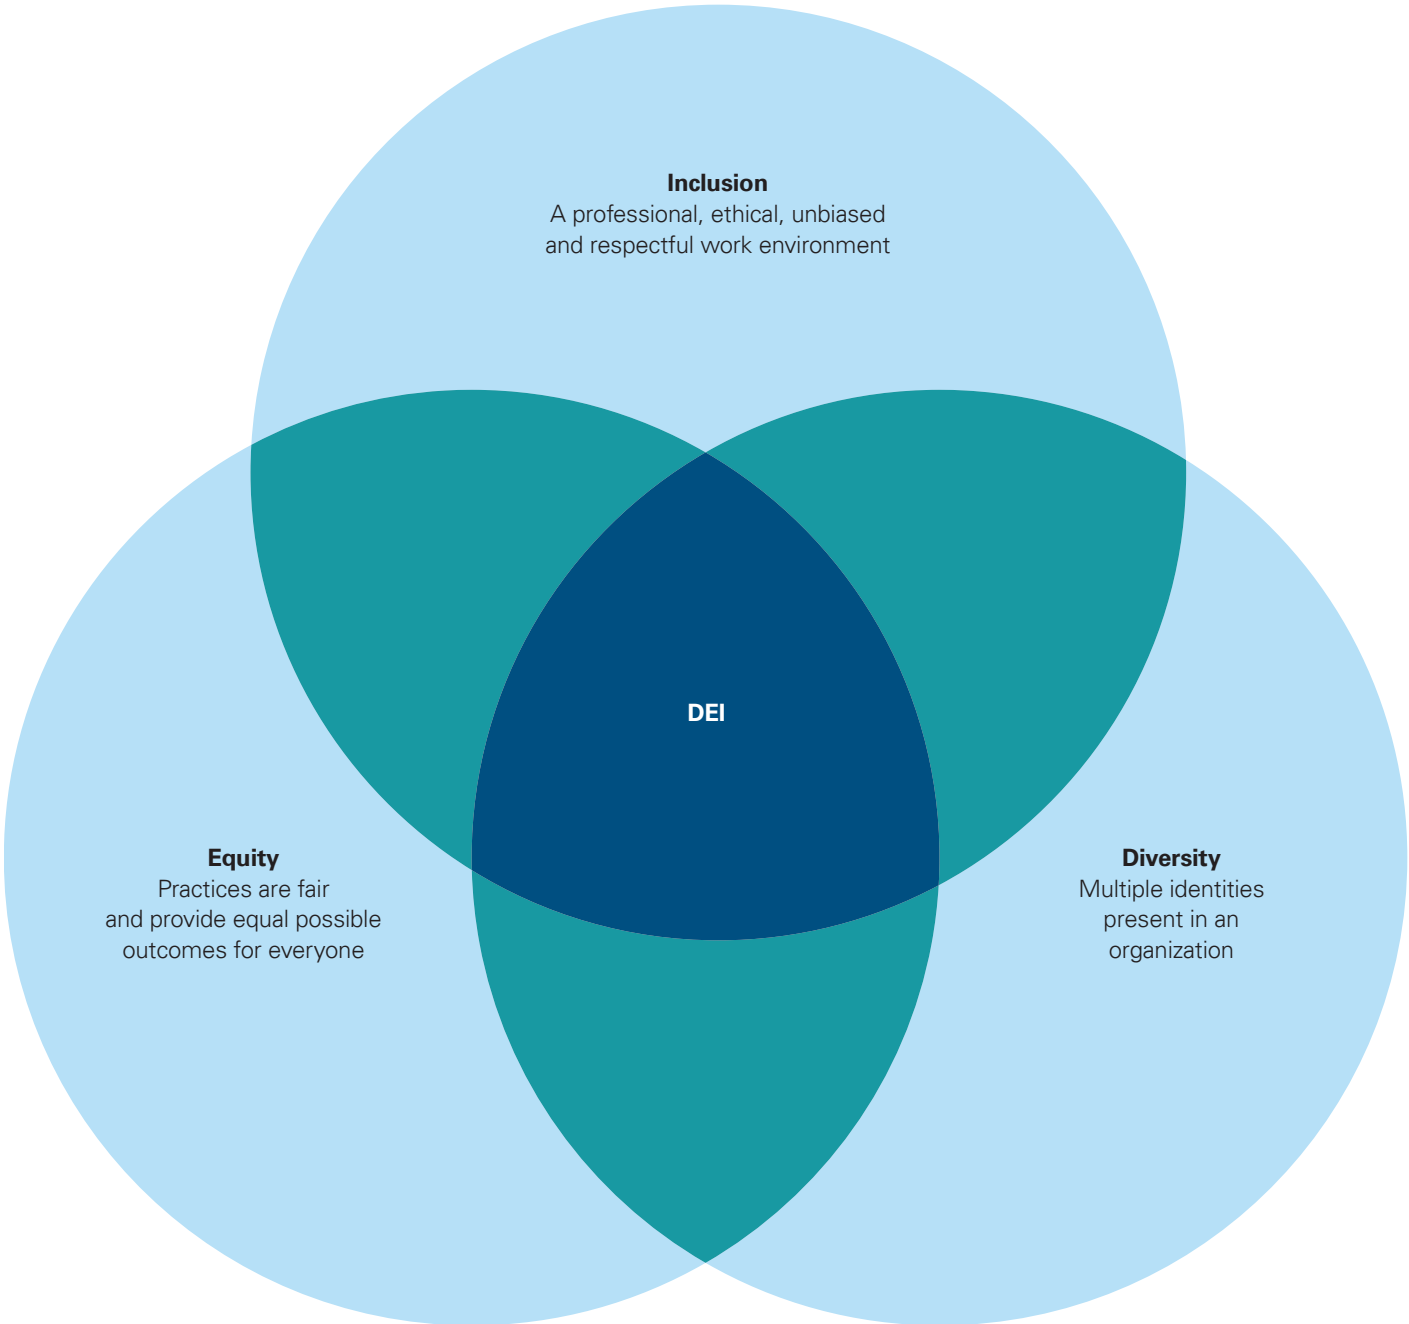 Inclusion
A professional, ethical, unbiased
and respectful work environment
DEI
Equity
Practices are fair
and provide equal possible
outcomes for everyone
Diversity
Multiple identities
present in an
organization